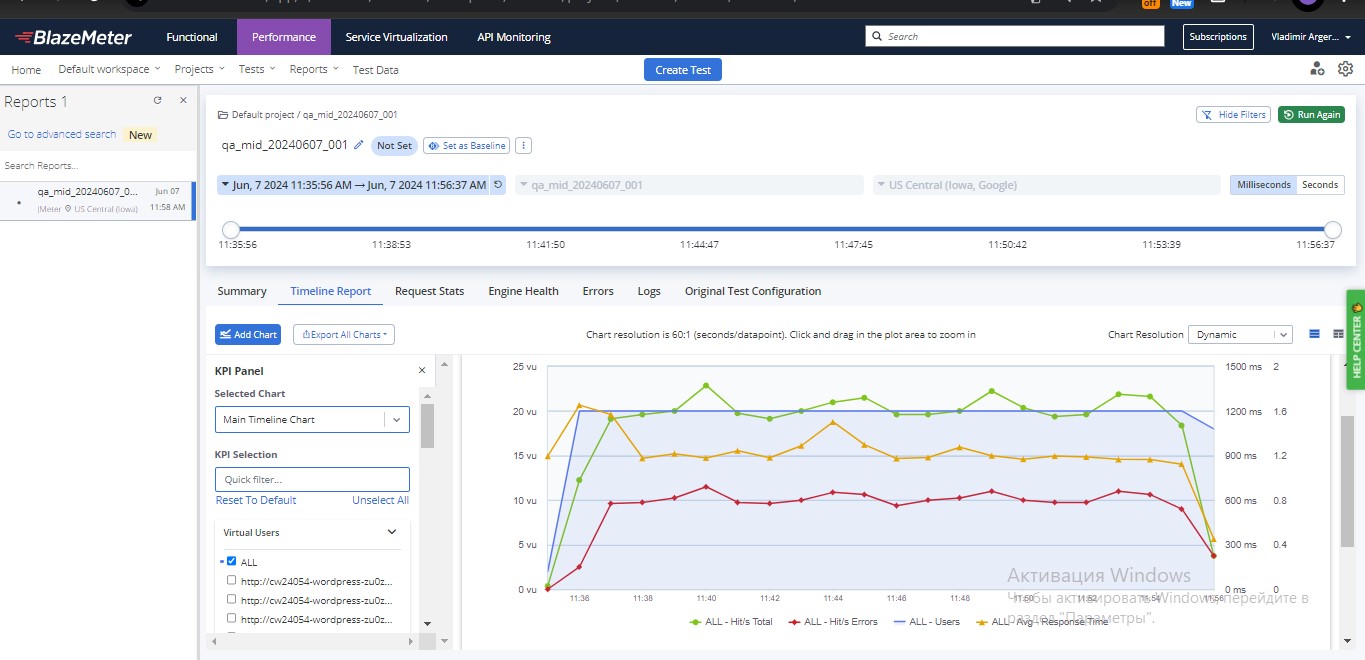 off
New
BlazeMeter
Functional
Performance
Service Virtualization
API Monitoring
Search
Subscriptions
Vladimir Arger...
Home
Default workspace
Projects
Tests
Reports
Test Data
Create Test
Reports 1
Go to advanced search
New
Search Reports...
qa_mid_20240607_0...
Jun 07
JMeter
US Central (Iowa)
11:58 AM
Default project / qa_mid_20240607_001
Hide Filters
Run Again
qa_mid_20240607_001
Not Set
Set as Baseline
Jun, 7 2024 11:35:56 AM → Jun, 7 2024 11:56:37 AM
qa_mid_20240607_001
US Central (Iowa, Google)
Milliseconds
Seconds
11:35:56
11:38:53
11:41:50
11:44:47
11:47:45
11:50:42
11:53:39
11:56:37
Summary
Timeline Report
Request Stats
Engine Health
Errors
Logs
Original Test Configuration
Add Chart
Export All Charts
Chart resolution is 60:1 (seconds/datapoint). Click and drag in the plot area to zoom in
Chart Resolution
Dynamic
HELP CENTER
KPI Panel
Selected Chart
Main Timeline Chart
KPI Selection
Quick filter...
Reset To Default
Unselect All
Virtual Users
ALL
http://cw24054-wordpress-zu0z...
http://cw24054-wordpress-zu0z...
http://cw24054-wordpress-zu0z...
25 vu
20 vu
15 vu
10 vu
5 vu
0 vu
1500 ms
1200 ms
900 ms
600 ms
300 ms
0 ms
2
1.6
1.2
0.8
0.4
0
11:36
11:38
11:40
11:42
11:44
11:46
11:48
11:50
11:52
11:54
11:56
ALL - Hit/s Total
ALL - Hit/s Errors
ALL - Users
ALL - Avg - Response Time
Активация Windows
Чтобы активировать Windows, перейдите в
раздел "Параметры".